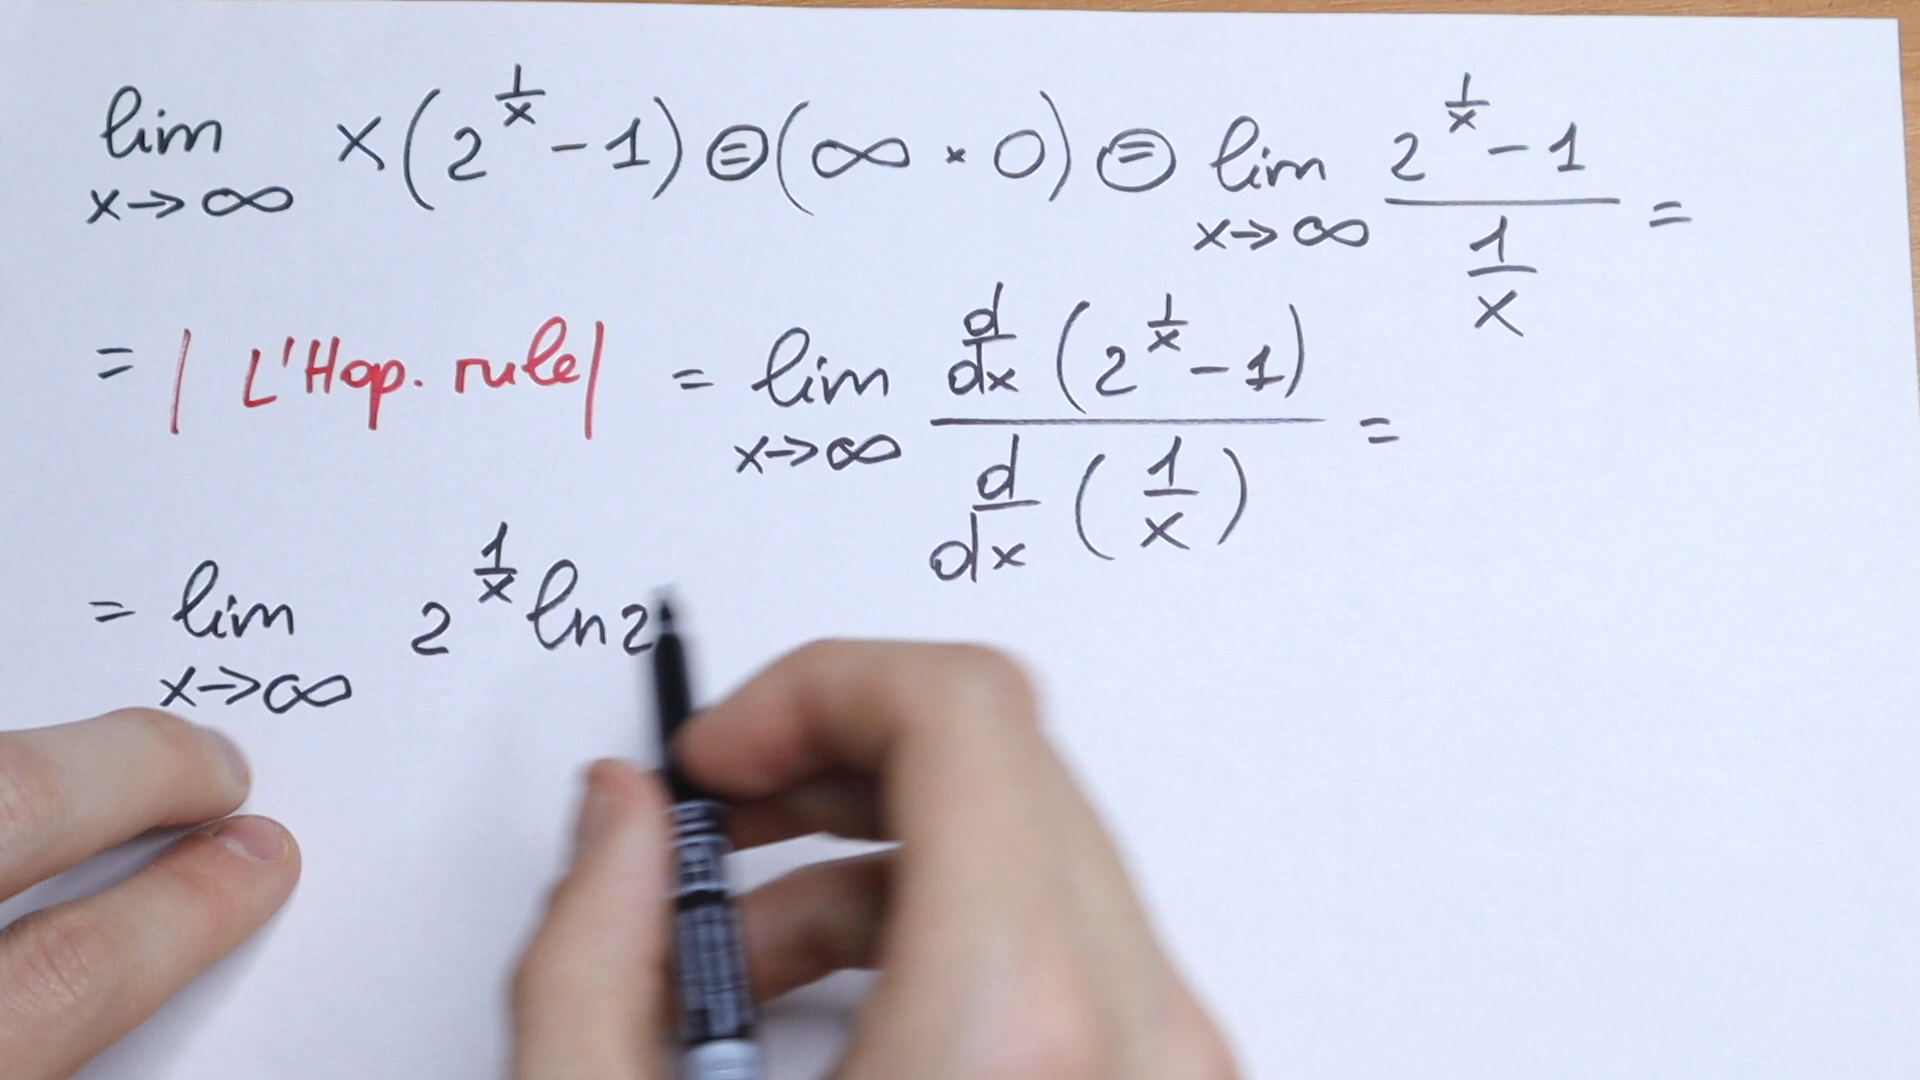 lim x→∞ x(2^(1/x) - 1) ⊜ (∞ × 0) ⊜ lim x→∞ (2^(1/x) - 1)/(1/x) =
= | L'Hop. rule | = lim x→∞ (d/dx (2^(1/x) - 1))/(d/dx (1/x)) =
= lim x→∞ 2^(1/x) ln2